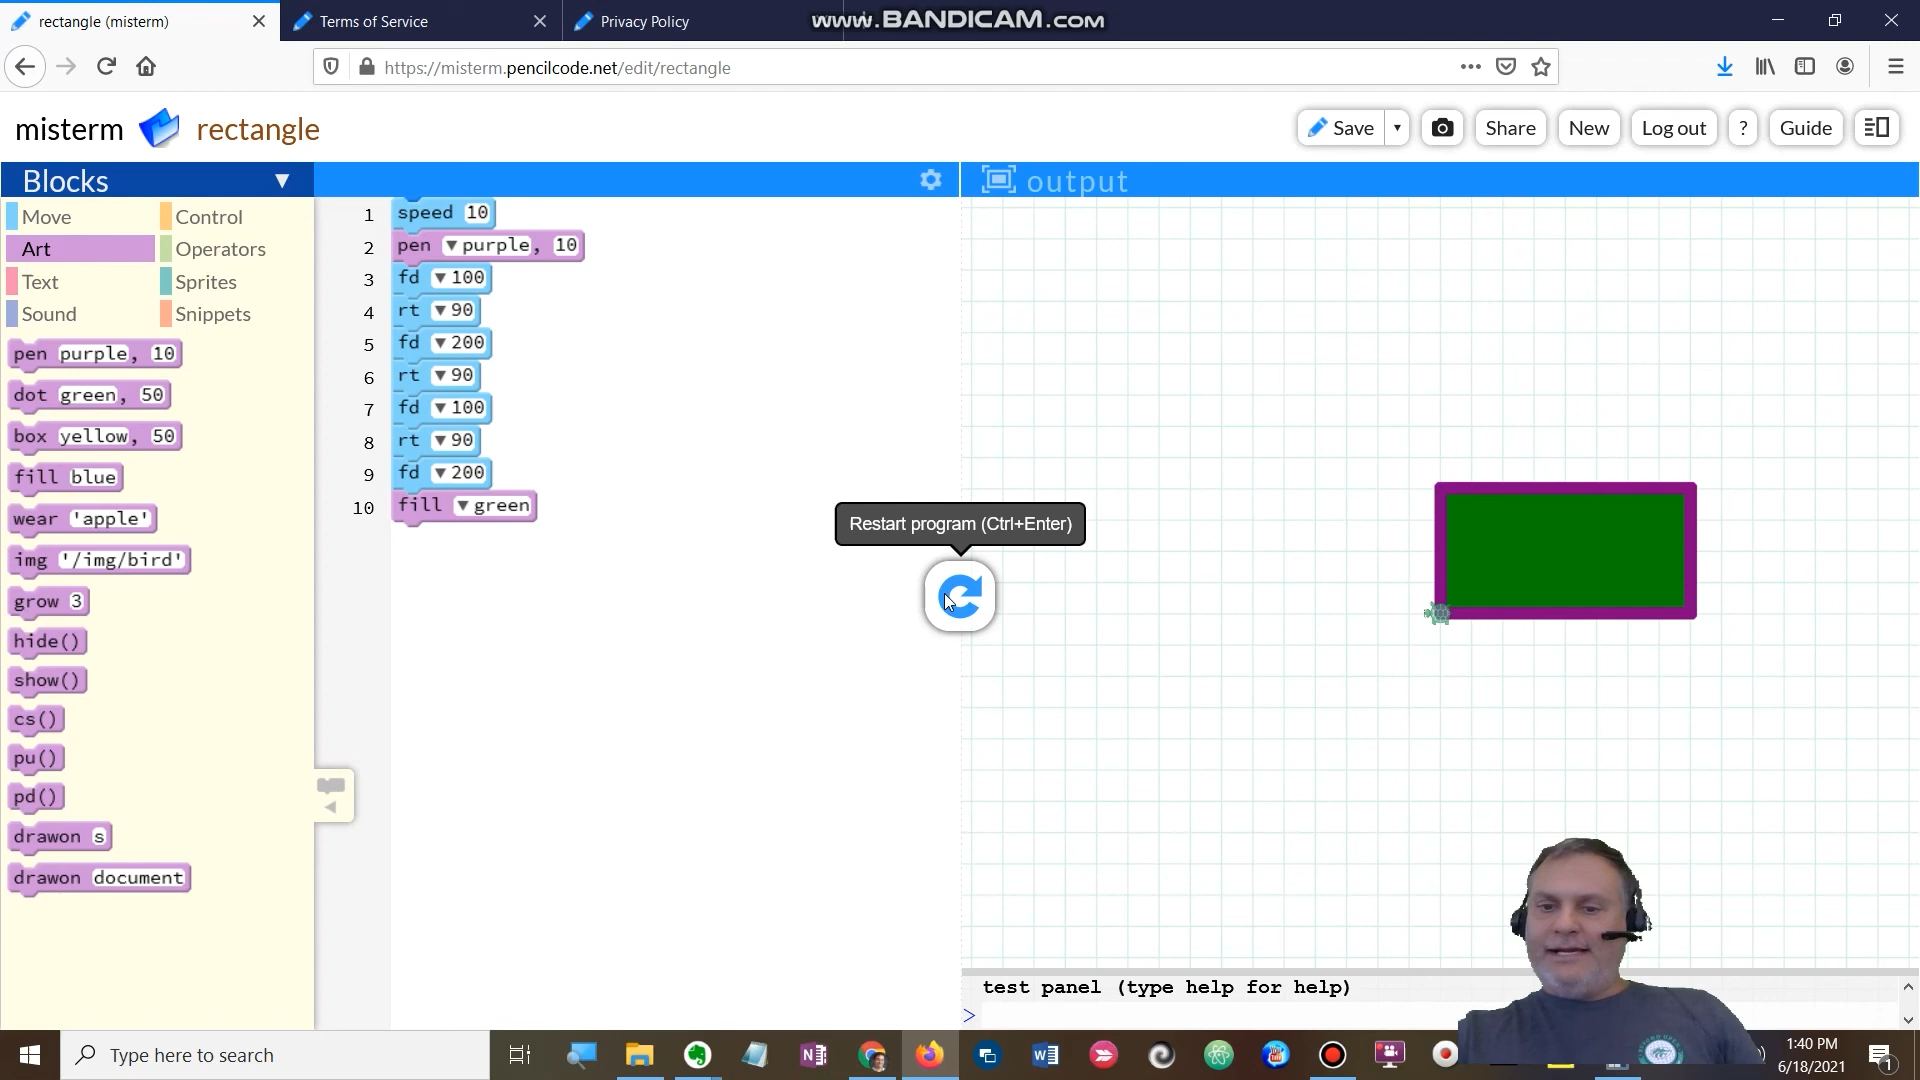 rectangle (misterm)
Terms of Service
Privacy Policy
www.BANDICAM.com
https://misterm.pencilcode.net/edit/rectangle
misterm rectangle
Save
Share
New
Log out
?
Guide
Blocks
output
Move
Control
Art
Operators
Text
Sprites
Sound
Snippets
pen purple, 10
dot green, 50
box yellow, 50
fill blue
wear 'apple'
img '/img/bird'
grow 3
hide()
show()
cs()
pu()
pd()
drawon s
drawon document
1 speed 10
2 pen purple, 10
3 fd 100
4 rt 90
5 fd 200
6 rt 90
7 fd 100
8 rt 90
9 fd 200
10 fill green
Restart program (Ctrl+Enter)
test panel (type help for help)
>
Type here to search
1:40 PM
6/18/2021
1